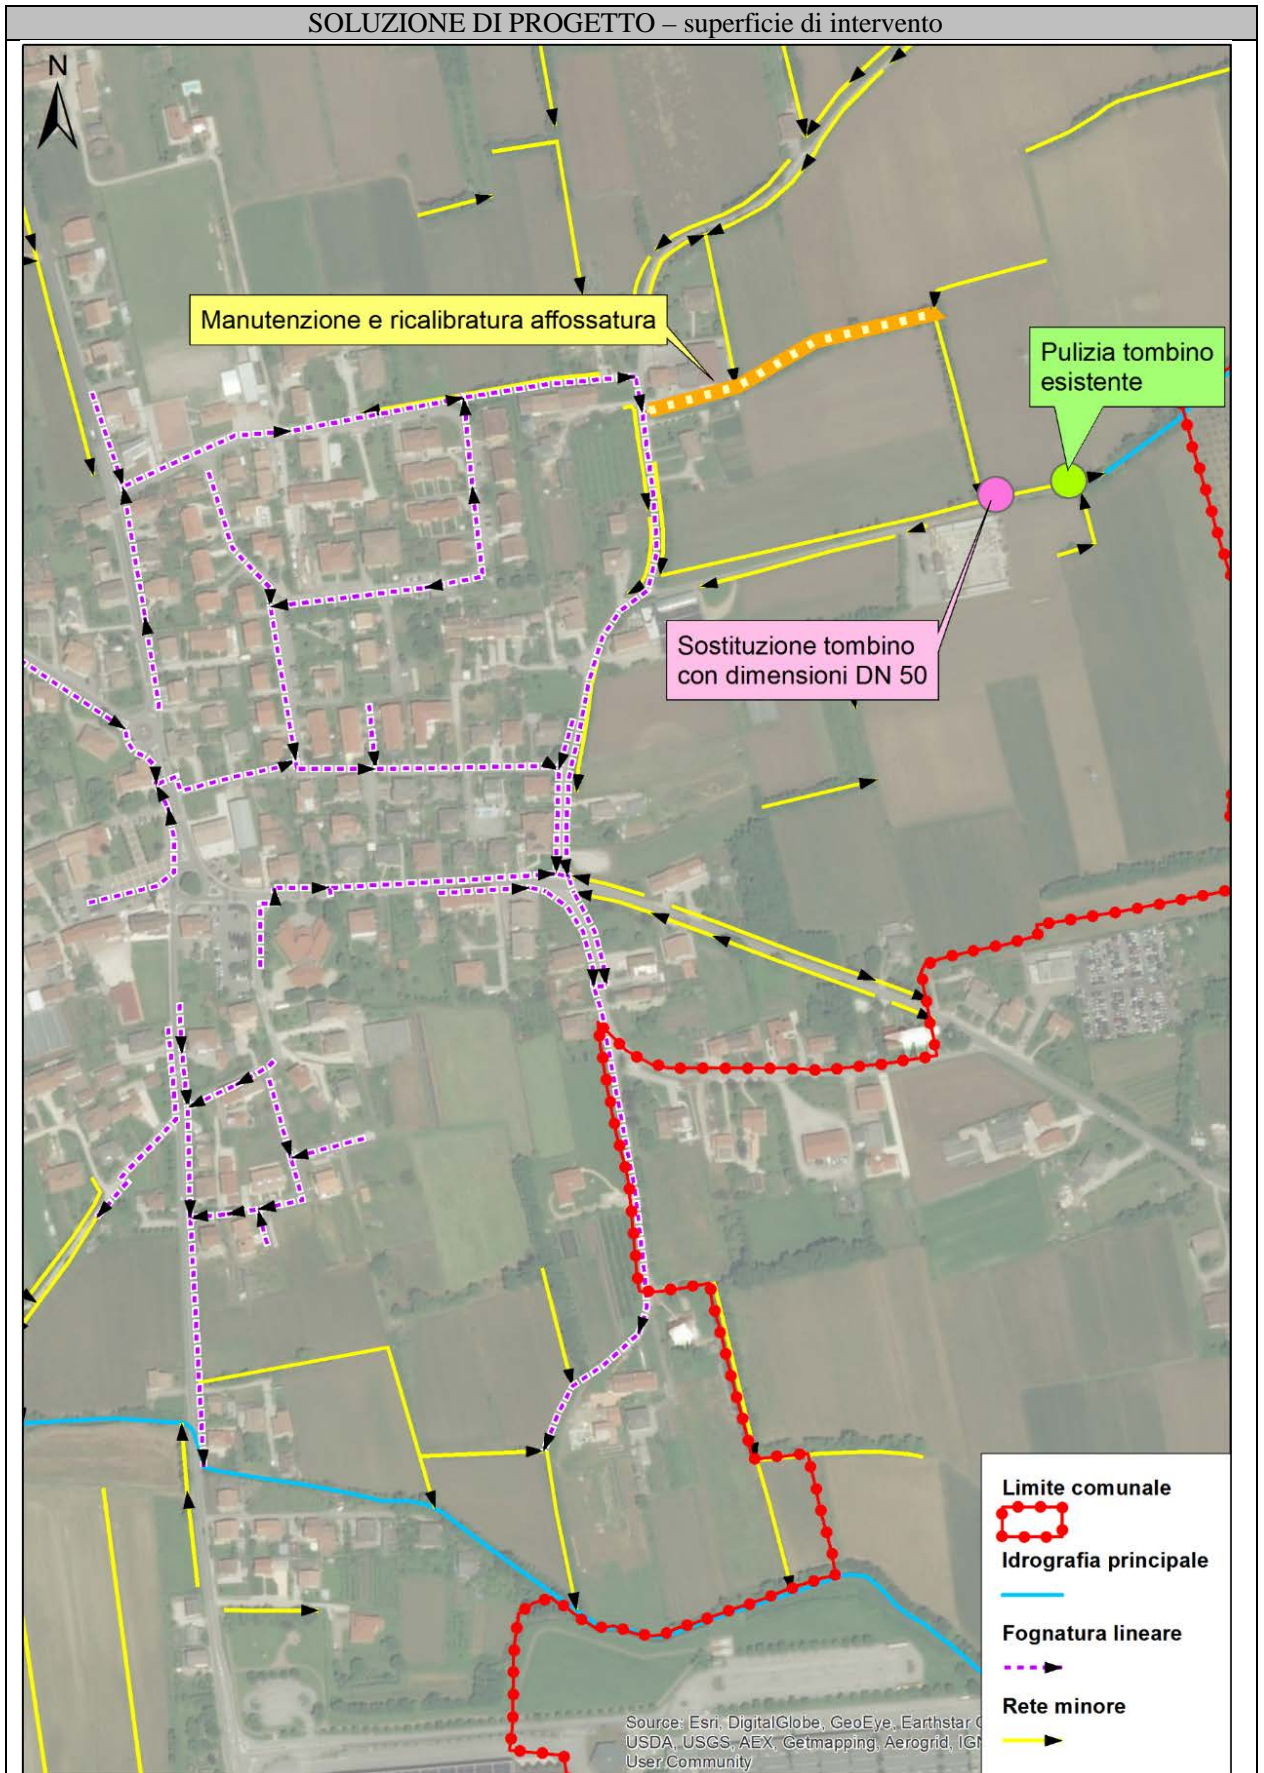 SOLUZIONE DI PROGETTO – superficie di intervento
N
Manutenzione e ricalibratura affossatura
Pulizia tombino
esistente
Sostituzione tombino
con dimensioni DN 50
Limite comunale
Idrografia principale
Fognatura lineare
Rete minore
Source: Esri, DigitalGlobe, GeoEye, Earthstar
USDA, USGS, AEX, Getmapping, Aerogrid, IGN
User Community